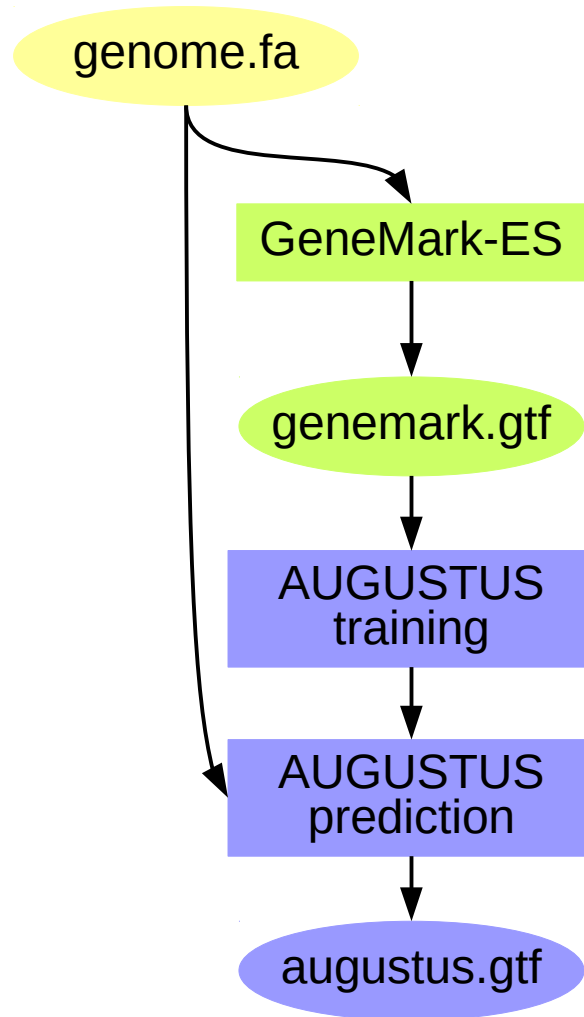 genome.fa
GeneMark-ES
genemark.gtf
AUGUSTUS
training
AUGUSTUS
prediction
augustus.gtf